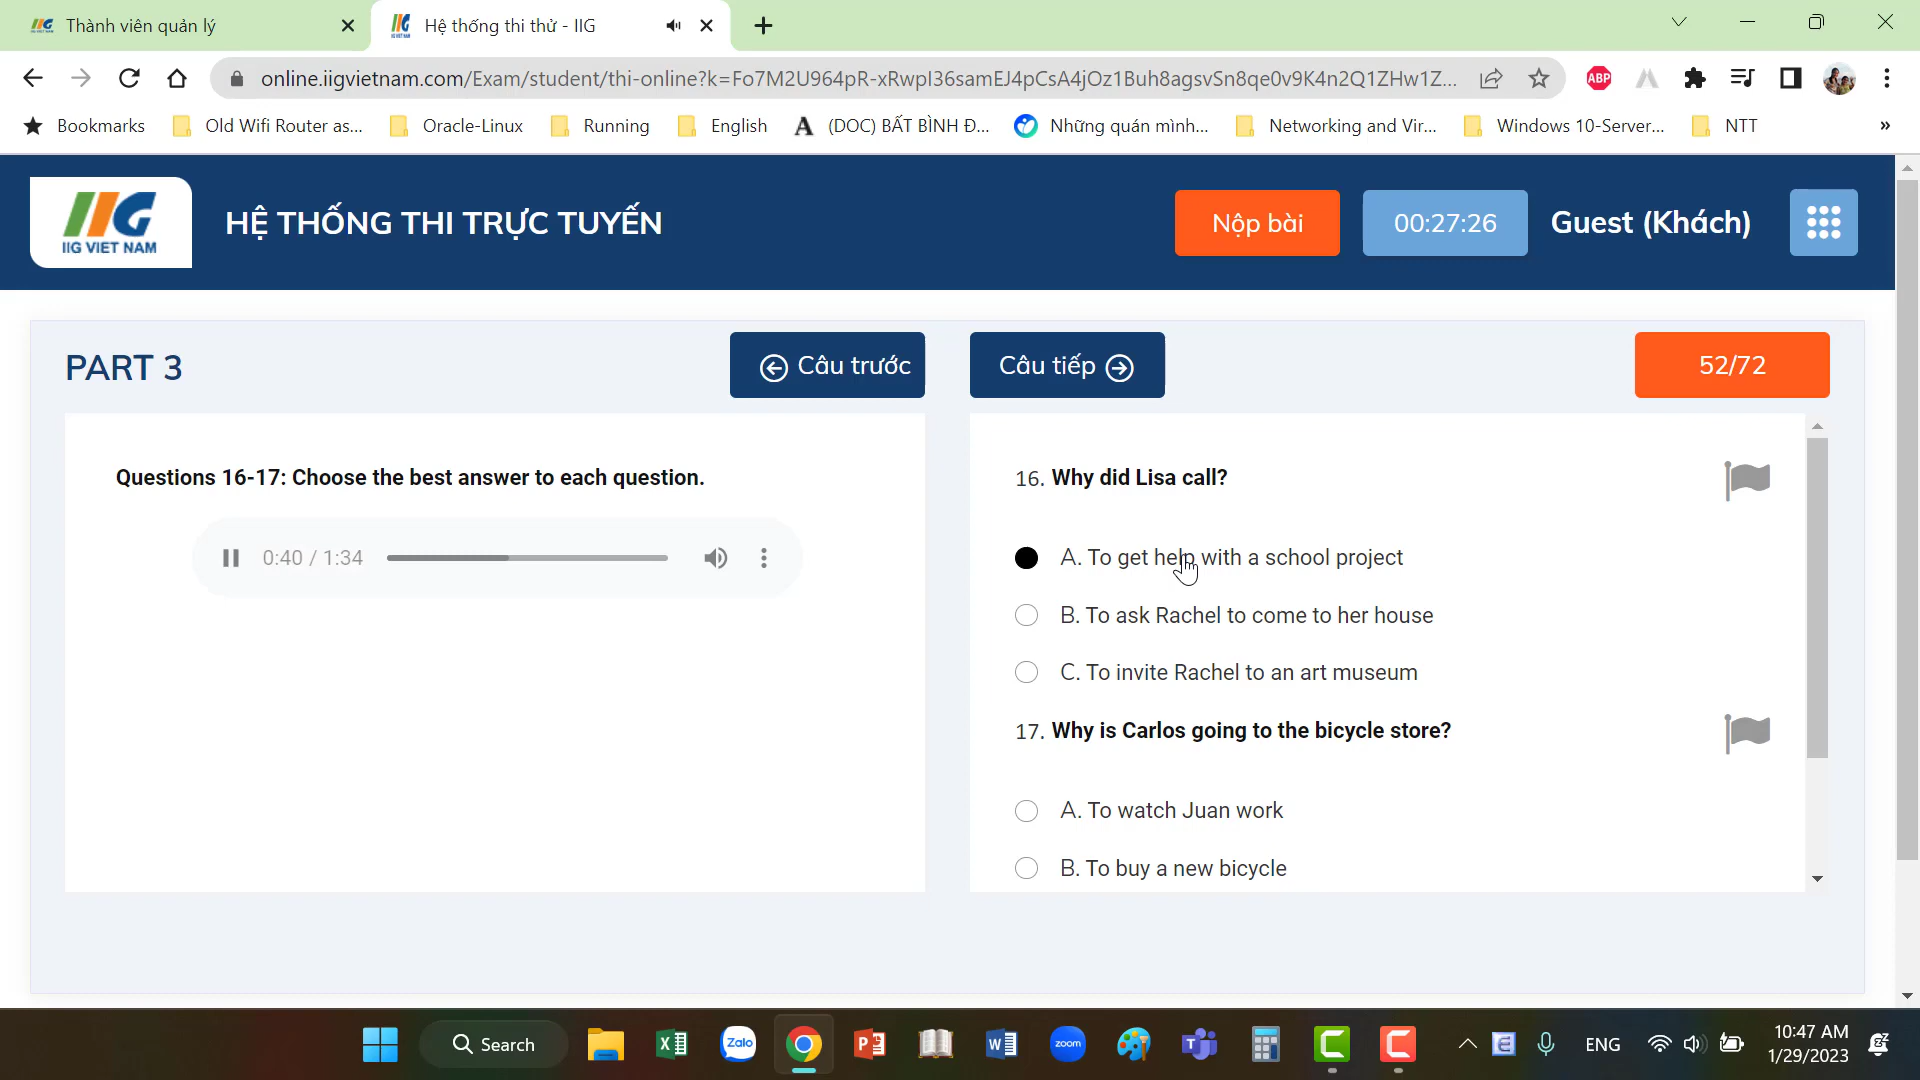 Thành viên quản lý
Hệ thống thi thử - IIG
online.iigvietnam.com/Exam/student/thi-online?k=Fo7M2U964pR-xRwpI36samEJ4pCsA4jOz1Buh8agsvSn8qe0v9K4n2Q1ZHw1Z...
ABP
Bookmarks
Old Wifi Router as...
Oracle-Linux
Running
English
(DOC) BẤT BÌNH Đ...
Những quán mình...
Networking and Vir...
Windows 10-Server...
NTT
»
IIG VIET NAM
HỆ THỐNG THI TRỰC TUYẾN
Nộp bài
00:27:26
Guest (Khách)
PART 3
Câu trước
Câu tiếp
52/72
Questions 16-17: Choose the best answer to each question.
0:40 / 1:34
16. Why did Lisa call?
A. To get help with a school project
B. To ask Rachel to come to her house
C. To invite Rachel to an art museum
17. Why is Carlos going to the bicycle store?
A. To watch Juan work
B. To buy a new bicycle
Search
Zalo
zoom
ENG
10:47 AM
1/29/2023